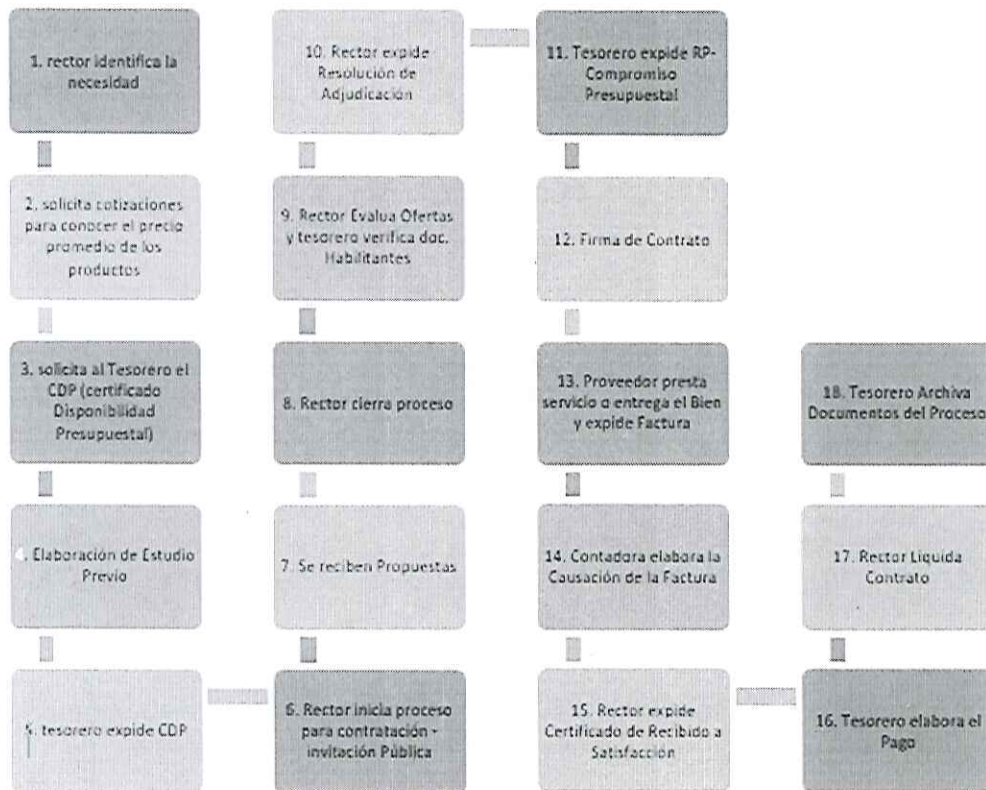 1. rector identifica la
necesidad
2. solicita cotizaciones
para conocer el precio
promedio de los
productos
3. solicita al Tesorero el
CDP (certificado
Disponibilidad
Presupuestal)
4. Elaboración de Estudio
Previo
5. tesorero expide CDP
6. Rector inicia proceso
para contratación -
invitación Pública
7. Se reciben Propuestas
8. Rector cierra proceso
9. Rector Evalua Ofertas
y tesorero verifica doc.
Habilitantes
10. Rector expide
Resolución de
Adjudicación
11. Tesorero expide RP-
Compromiso
Presupuestal
12. Firma de Contrato
13. Proveedor presta
servicio o entrega el Bien
y expide Factura
14. Contadora elabora la
Causación de la Factura
15. Rector expide
Certificado de Recibido a
Satisfacción
16. Tesorero elabora el
Pago
17. Rector Liquida
Contrato
18. Tesorero Archiva
Documentos del Proceso